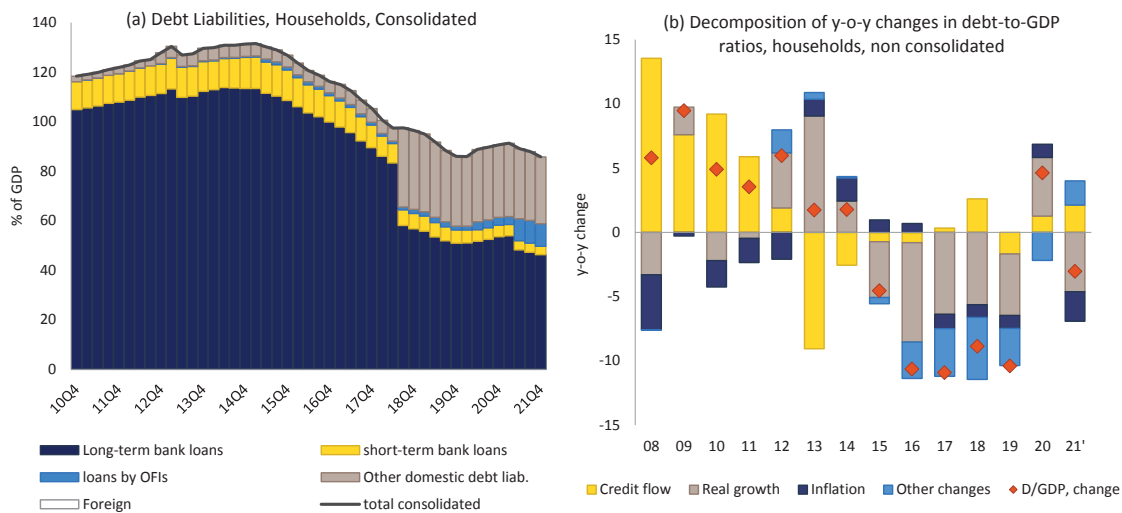 (a) Debt Liabilities, Households, Consolidated
% of GDP
140
120
100
80
60
40
20
0
10Q4
11Q4
12Q4
13Q4
14Q4
15Q4
16Q4
17Q4
18Q4
19Q4
20Q4
21Q4
Long-term bank loans
short-term bank loans
loans by OFIs
Other domestic debt liab.
Foreign
total consolidated
(b) Decomposition of y-o-y changes in debt-to-GDP
ratios, households, non consolidated
y-o-y change
15
10
5
0
-5
-10
-15
08 09 10 11 12 13 14 15 16 17 18 19 20 21'
Credit flow Real growth Inflation Other changes D/GDP, change